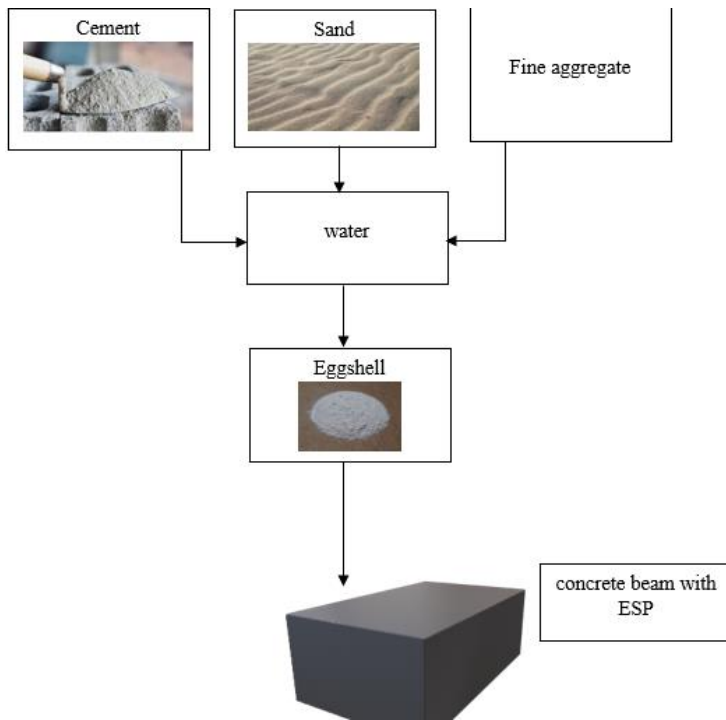 Cement
Sand
Fine aggregate
water
Eggshell
concrete beam with
ESP